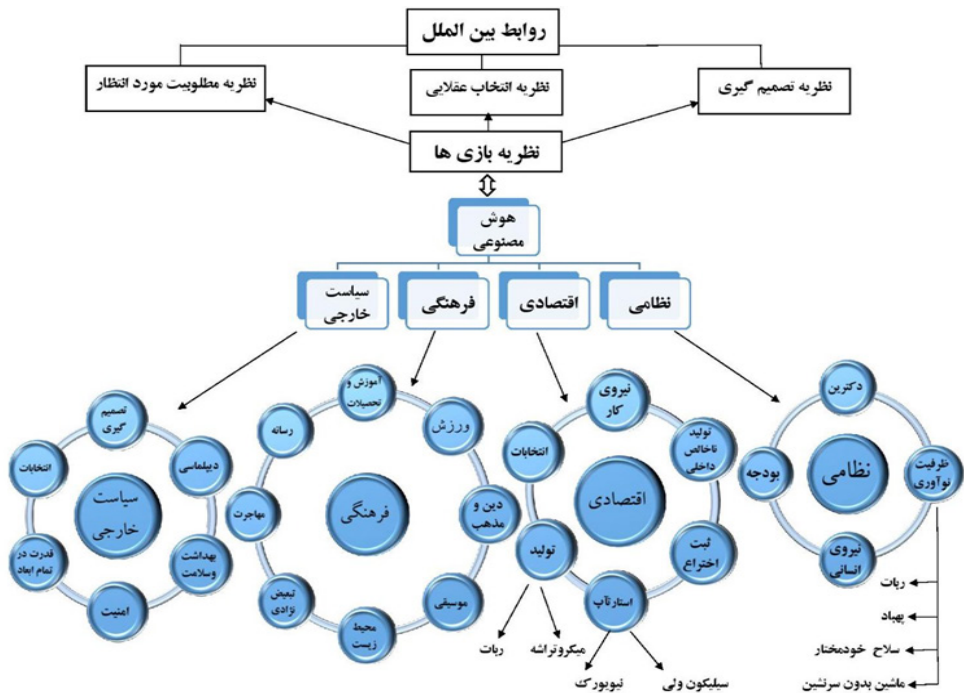 روابط بین الملل
نظریه تصمیم گیری
نظریه انتخاب عقلایی
نظریه مطلوبیت مورد انتظار
نظریه بازی ها
هوش
مصنوعی
نظامی
اقتصادی
فرهنگی
سیاست
خارجی
دکترین
ظرفیت
نوآوری
نیروی
انسانی
بودجه
نظامی
ربات
پهپاد
سلاح خودمختار
ماشین بدون سرنشین
نیروی
کار
تولید
ناخالص
داخلی
ثبت
اختراع
استارتآپ
تولید
انتخابات
اقتصادی
میکروتراشه
ربات
سیلیکون ولی
نیویورک
آموزش و
تحصیلات
ورزش
دین و
مذهب
موسیقی
محیط
زیست
تبعیض
نژادی
مهاجرت
رسانه
فرهنگی
تصمیم
گیری
دیپلماسی
بهداشت
وسلامت
امنیت
قدرت در
تمام ابعاد
انتخابات
سیاست
خارجی